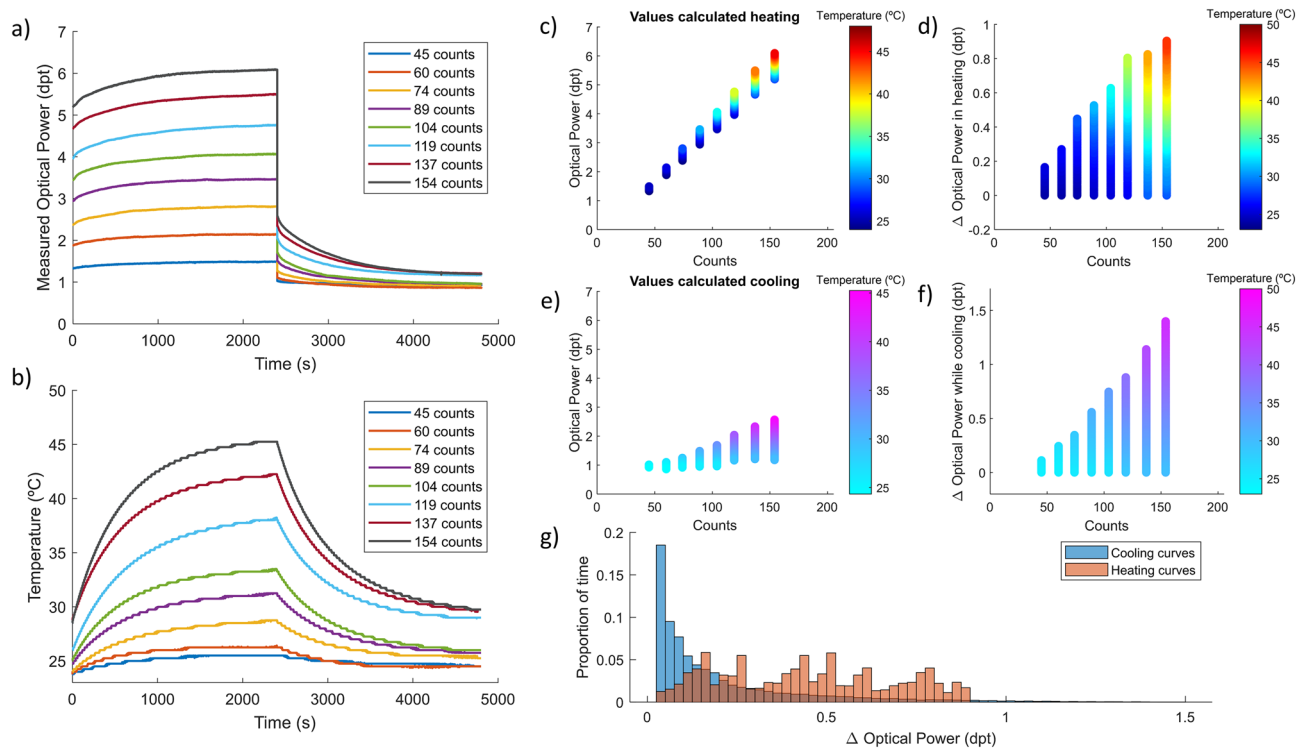 a)
Measured Optical Power (dpt)
7
6
5
4
3
2
1
0
0 1000 2000 3000 4000 5000
Time (s)
45 counts
60 counts
74 counts
89 counts
104 counts
119 counts
137 counts
154 counts
b)
Temperature (ºC)
50
45
40
35
30
25
0 1000 2000 3000 4000 5000
Time (s)
45 counts
60 counts
74 counts
89 counts
104 counts
119 counts
137 counts
154 counts
c)
Values calculated heating
Temperature (ºC)
Optical Power (dpt)
7
6
5
4
3
2
1
0
0 50 100 150 200
Counts
45
40
35
30
25
d)
Temperature (ºC)
Δ Optical Power in heating (dpt)
1
0.8
0.6
0.4
0.2
0
-0.2
0 50 100 150 200
Counts
50
45
40
35
30
25
e)
Values calculated cooling
Temperature (ºC)
Optical Power (dpt)
7
6
5
4
3
2
1
0
0 50 100 150 200
Counts
45
40
35
30
25
f)
Temperature (ºC)
Δ Optical Power while cooling (dpt)
1.5
1
0.5
0
0 50 100 150 200
Counts
50
45
40
35
30
25
g)
Proportion of time
0.2
0.15
0.1
0.05
0
0 0.5 1 1.5
Δ Optical Power (dpt)
Cooling curves
Heating curves